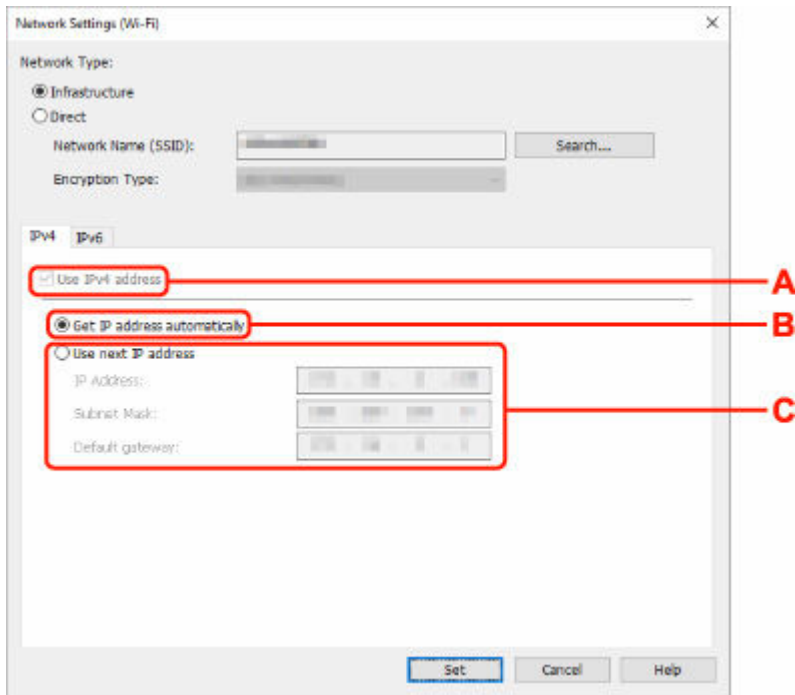 Network Settings (Wi-Fi)
Network Type:
Infrastructure
Direct
Network Name (SSID):
Search...
Encryption Type:
IPv4 IPv6
Use IPv4 address
A
Get IP address automatically
B
Use next IP address
IP Address:
Subnet Mask:
C
Default gateway:
Set Cancel Help